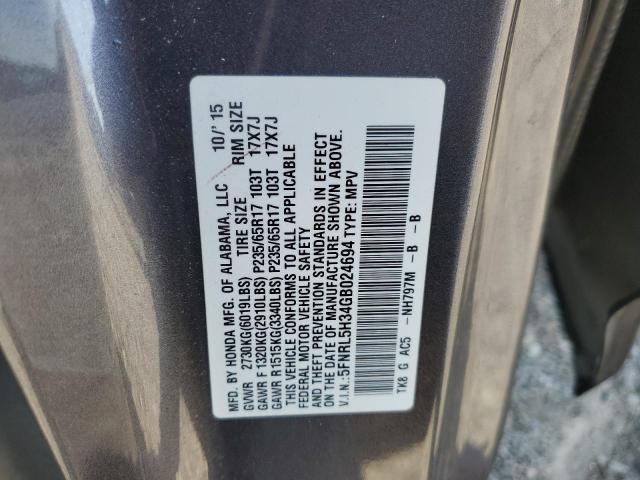 MFD. BY HONDA MFG. OF ALABAMA, LLC 10/'15
GVWR 2730KG(6019LBS) TIRE SIZE RIM SIZE
GAWR F 1320KG(2910LBS) P235/65R17 103T 17X7J
GAWR R 1515KG(3340LBS) P235/65R17 103T 17X7J
THIS VEHICLE CONFORMS TO ALL APPLICABLE
FEDERAL MOTOR VEHICLE SAFETY
AND THEFT PREVENTION STANDARDS IN EFFECT
ON THE DATE OF MANUFACTURE SHOWN ABOVE.
V.I.N.: 5FNRL5H34GB024694 TYPE: MPV
TK8 G AC5 -NH797M -B -B